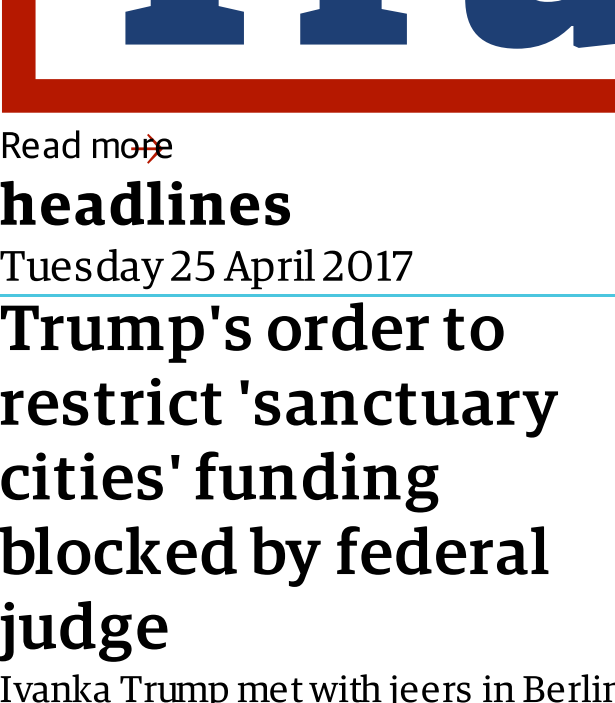 Read more
headlines
Tuesday 25 April 2017
Trump's order to
restrict 'sanctuary
cities' funding
blocked by federal
judge
Ivanka Trump met with jeers in Berlin